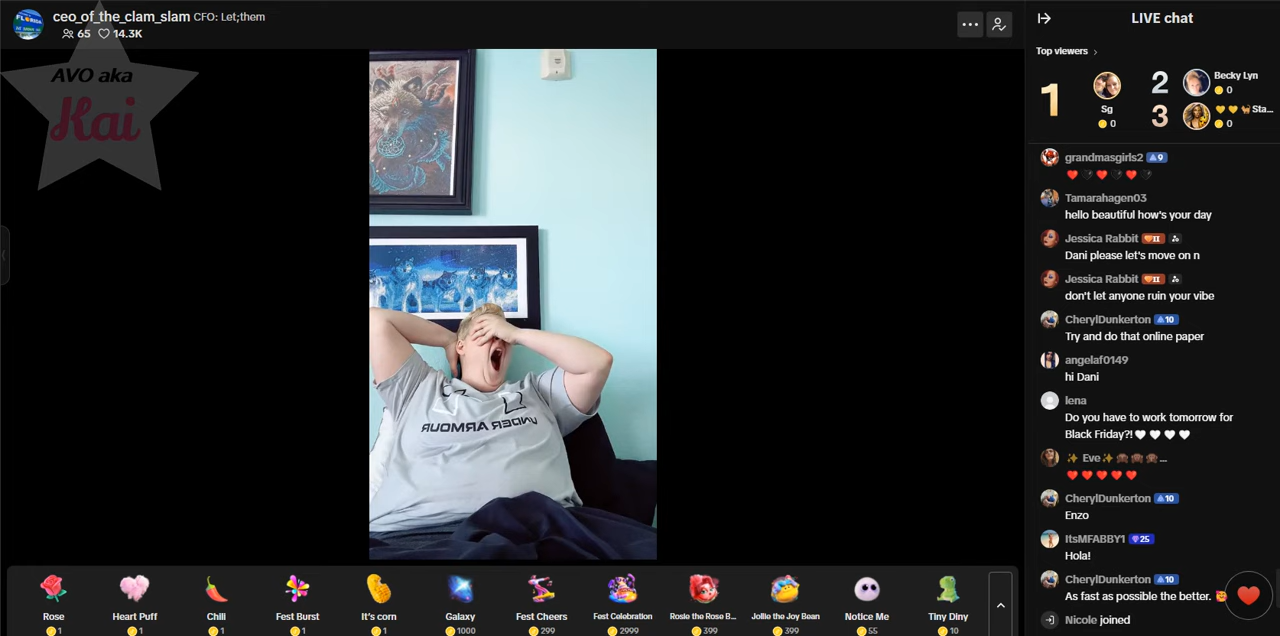 ceo_of_the_clam_slam CFO: Let;them
65 14.3K
AVO aka
Kai
UNDER ARMOUR
LIVE chat
Top viewers >
1
Sg
0
2
Becky Lyn
0
3
Sta...
0
grandmasgirls2 9
Tamarahagen03
hello beautiful how's your day
Jessica Rabbit II
Dani please let's move on n
Jessica Rabbit II
don't let anyone ruin your vibe
CherylDunkerton 10
Try and do that online paper
angelaf0149
hi Dani
lena
Do you have to work tomorrow for
Black Friday?!🤍🤍🤍🤍
✨ Eve✨🙈🙈🙈...
❤️❤️❤️❤️❤️
CherylDunkerton 10
Enzo
ItsMFABBY1 25
Hola!
CherylDunkerton 10
As fast as possible the better. 🥰
Nicole joined
Rose
1
Heart Puff
1
Chili
1
Fest Burst
1
It's corn
1
Galaxy
1000
Fest Cheers
299
Fest Celebration
2999
Rosie the Rose B...
399
Jollie the Joy Bean
399
Notice Me
55
Tiny Diny
10